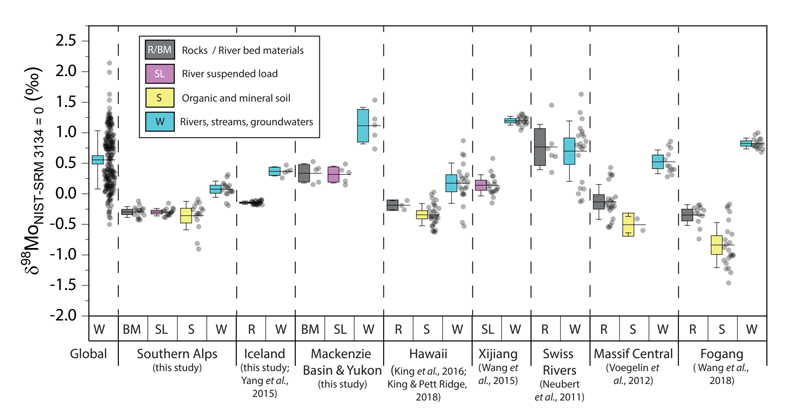 δ98MoNIST-SRM 3134 = 0 (‰)
2.5
2.0
1.5
1.0
0.5
0.0
-0.5
-1.0
-1.5
-2.0
R/BM Rocks / River bed materials
SL River suspended load
S Organic and mineral soil
W Rivers, streams, groundwaters
W BM SL S W R W BM SL W R S W SL W R W R S W R S W
Global
Southern Alps
(this study)
Iceland
(this study;
Yang et al.,
2015)
Mackenzie
Basin & Yukon
(this study)
Hawaii
(King et al., 2016;
King & Pett Ridge,
2018)
Xijiang
(Wang et
al., 2015)
Swiss
Rivers
(Neubert
et al., 2011)
Massif Central
(Voegelin et
al., 2012)
Fogang
( Wang et al.,
2018)